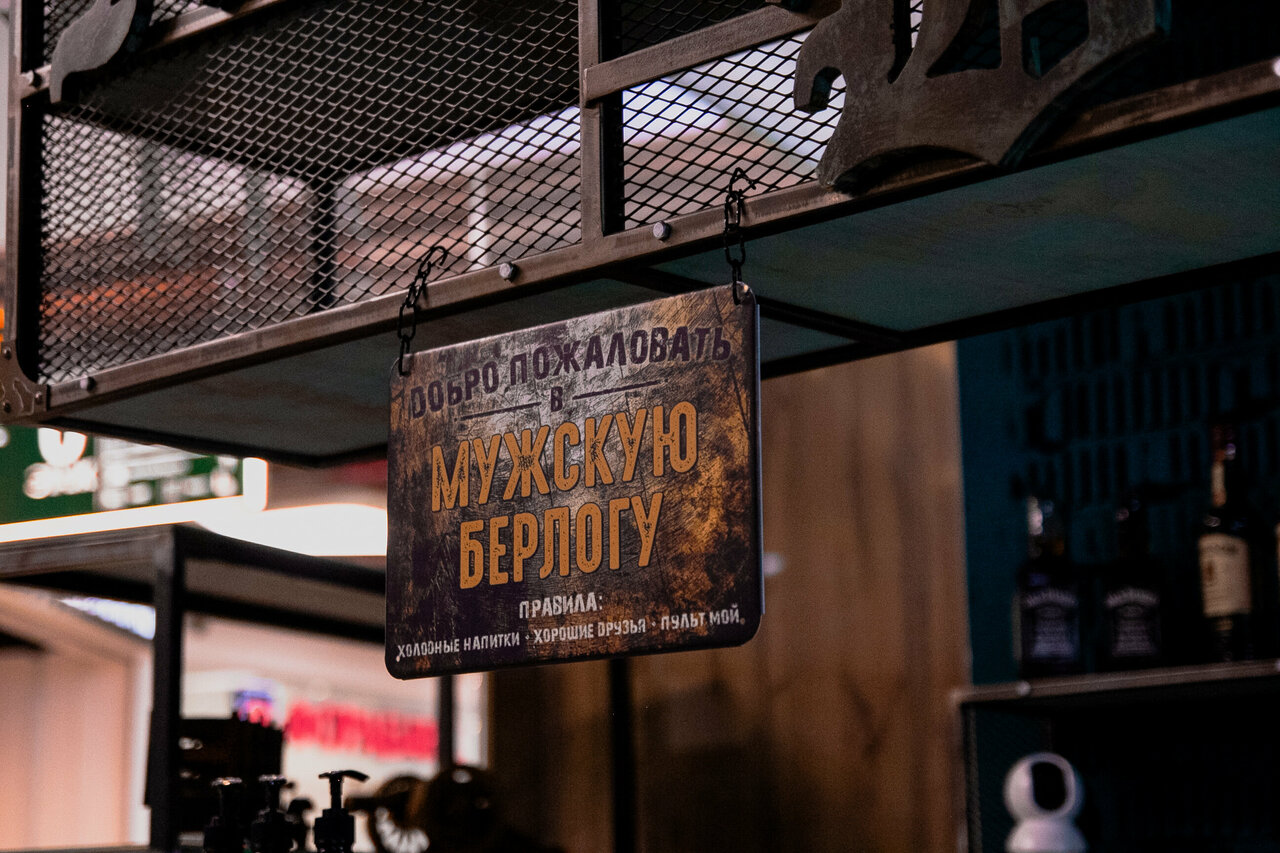 ДОБРО ПОЖАЛОВАТЬ
В
МУЖСКУЮ
БЕРЛОГУ
ПРАВИЛА:
ХОЛОДНЫЕ НАПИТКИ · ХОРОШИЕ ДРУЗЬЯ · ПУЛЬТ МОЙ